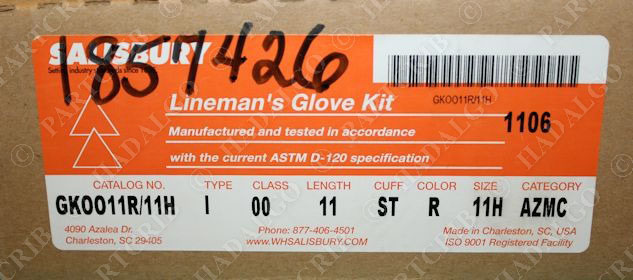 1857426
SALISBURY
Lineman's Glove Kit
GK0011R/11H
1106
Manufactured and tested in accordance
with the current ASTM D-120 specification
CATALOG NO. TYPE CLASS LENGTH CUFF COLOR SIZE CATEGORY
GK0011R/11H I 00 11 ST R 11H AZMC
4090 Azalea Dr. Phone: 877-406-4501 Made in Charleston, SC, USA
Charleston, SC 29405 www.WHSALISBURY.com ISO 9001 Registered Facility